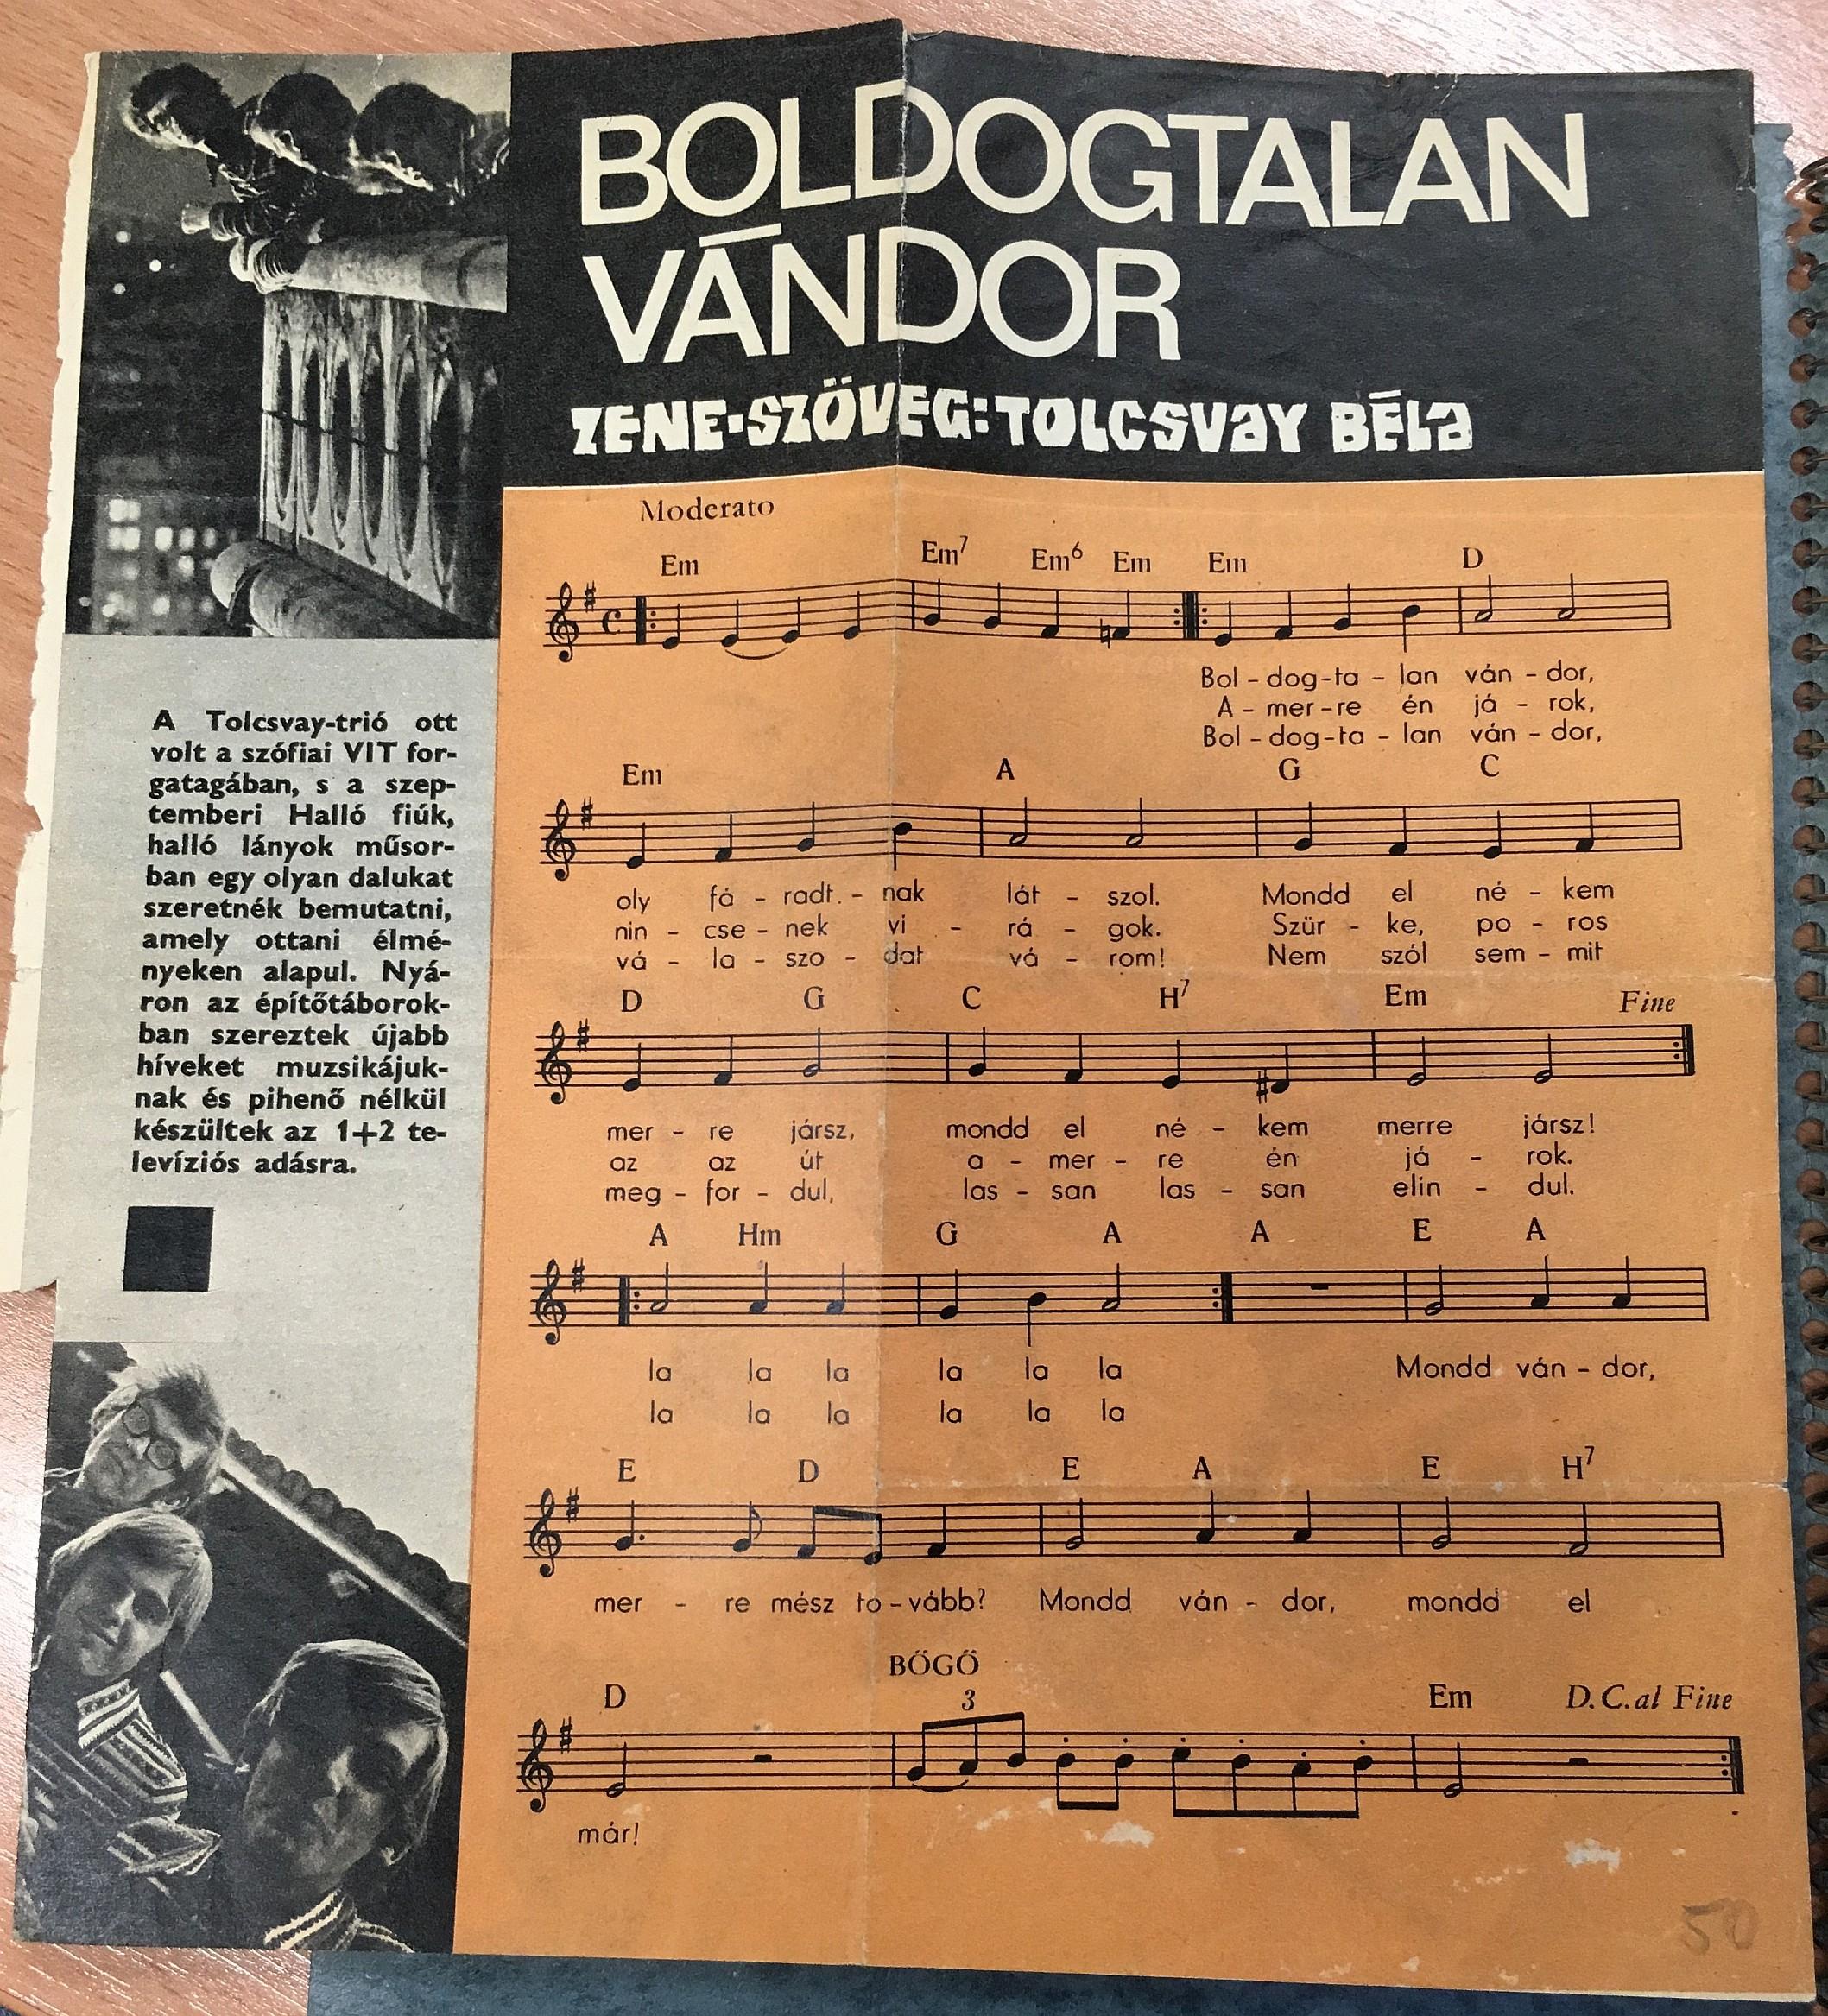 BOLDOGTALAN
VÁNDOR
ZENE-SZÖVEG: TOLCSVAY BÉLA
A Tolcsvay-trió ott
volt a szófiai VIT for-
gatagában, s a szep-
temberi Halló fiúk,
halló lányok műsor-
ban egy olyan dalukat
szeretnék bemutatni,
amely ottani élmé-
nyeken alapul. Nyá-
ron az építőtáborok-
ban szereztek újabb
híveket muzsikájuk-
nak és pihenő nélkül
készültek az 1+2 te-
levíziós adásra.
Moderato
Em Em7 Em6 Em Em D
Bol - dog - ta - lan ván - dor,
A - mer - re én já - rok,
Bol - dog - ta - lan ván - dor,
Em A G C
oly fá - radt. - nak lát - szol. Mondd el né - kem
nin - cse - nek vi - rá - gok. Szür - ke, po - ros
vá - la - szo - dat vá - rom! Nem szól sem - mit
D G C H7 Em Fine
mer - re jársz, mondd el né - kem merre jársz!
az az út a - mer - re én já - rok.
meg - for - dul, las - san las - san elin - dul.
A Hm G A A E A
la la la la la la Mondd ván - dor,
la la la la la la
E D E A E H7
mer - re mész to - vább? Mondd ván - dor, mondd el
BŐGŐ
D 3 Em D.C. al Fine
már!
50